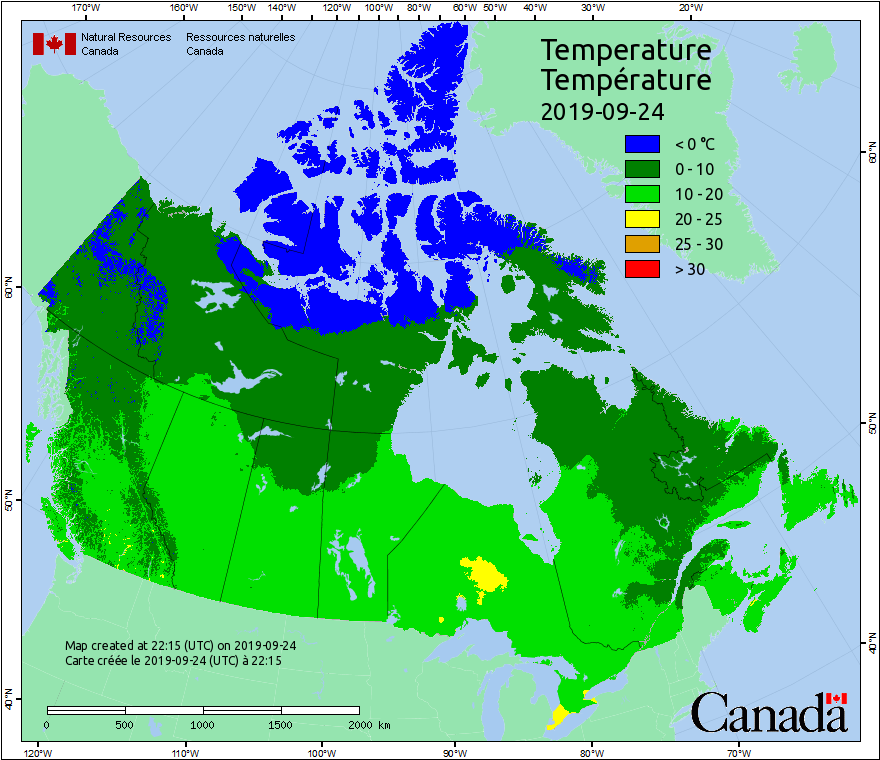 170°W 160°W 150°W 140°W 130°W 120°W 110°W 100°W 90°W 80°W 70°W 60°W 50°W 40°W 30°W 20°W
Natural Resources Ressources naturelles
Canada Canada
Temperature
Température
2019-09-24
< 0 °C
0 - 10
10 - 20
20 - 25
25 - 30
> 30
60°N
60°N
50°N
50°N
40°N
40°N
Map created at 22:15 (UTC) on 2019-09-24
Carte créée le 2019-09-24 (UTC) à 22:15
0 500 1000 1500 2000 km
Canada
120°W 110°W 100°W 90°W 80°W 70°W